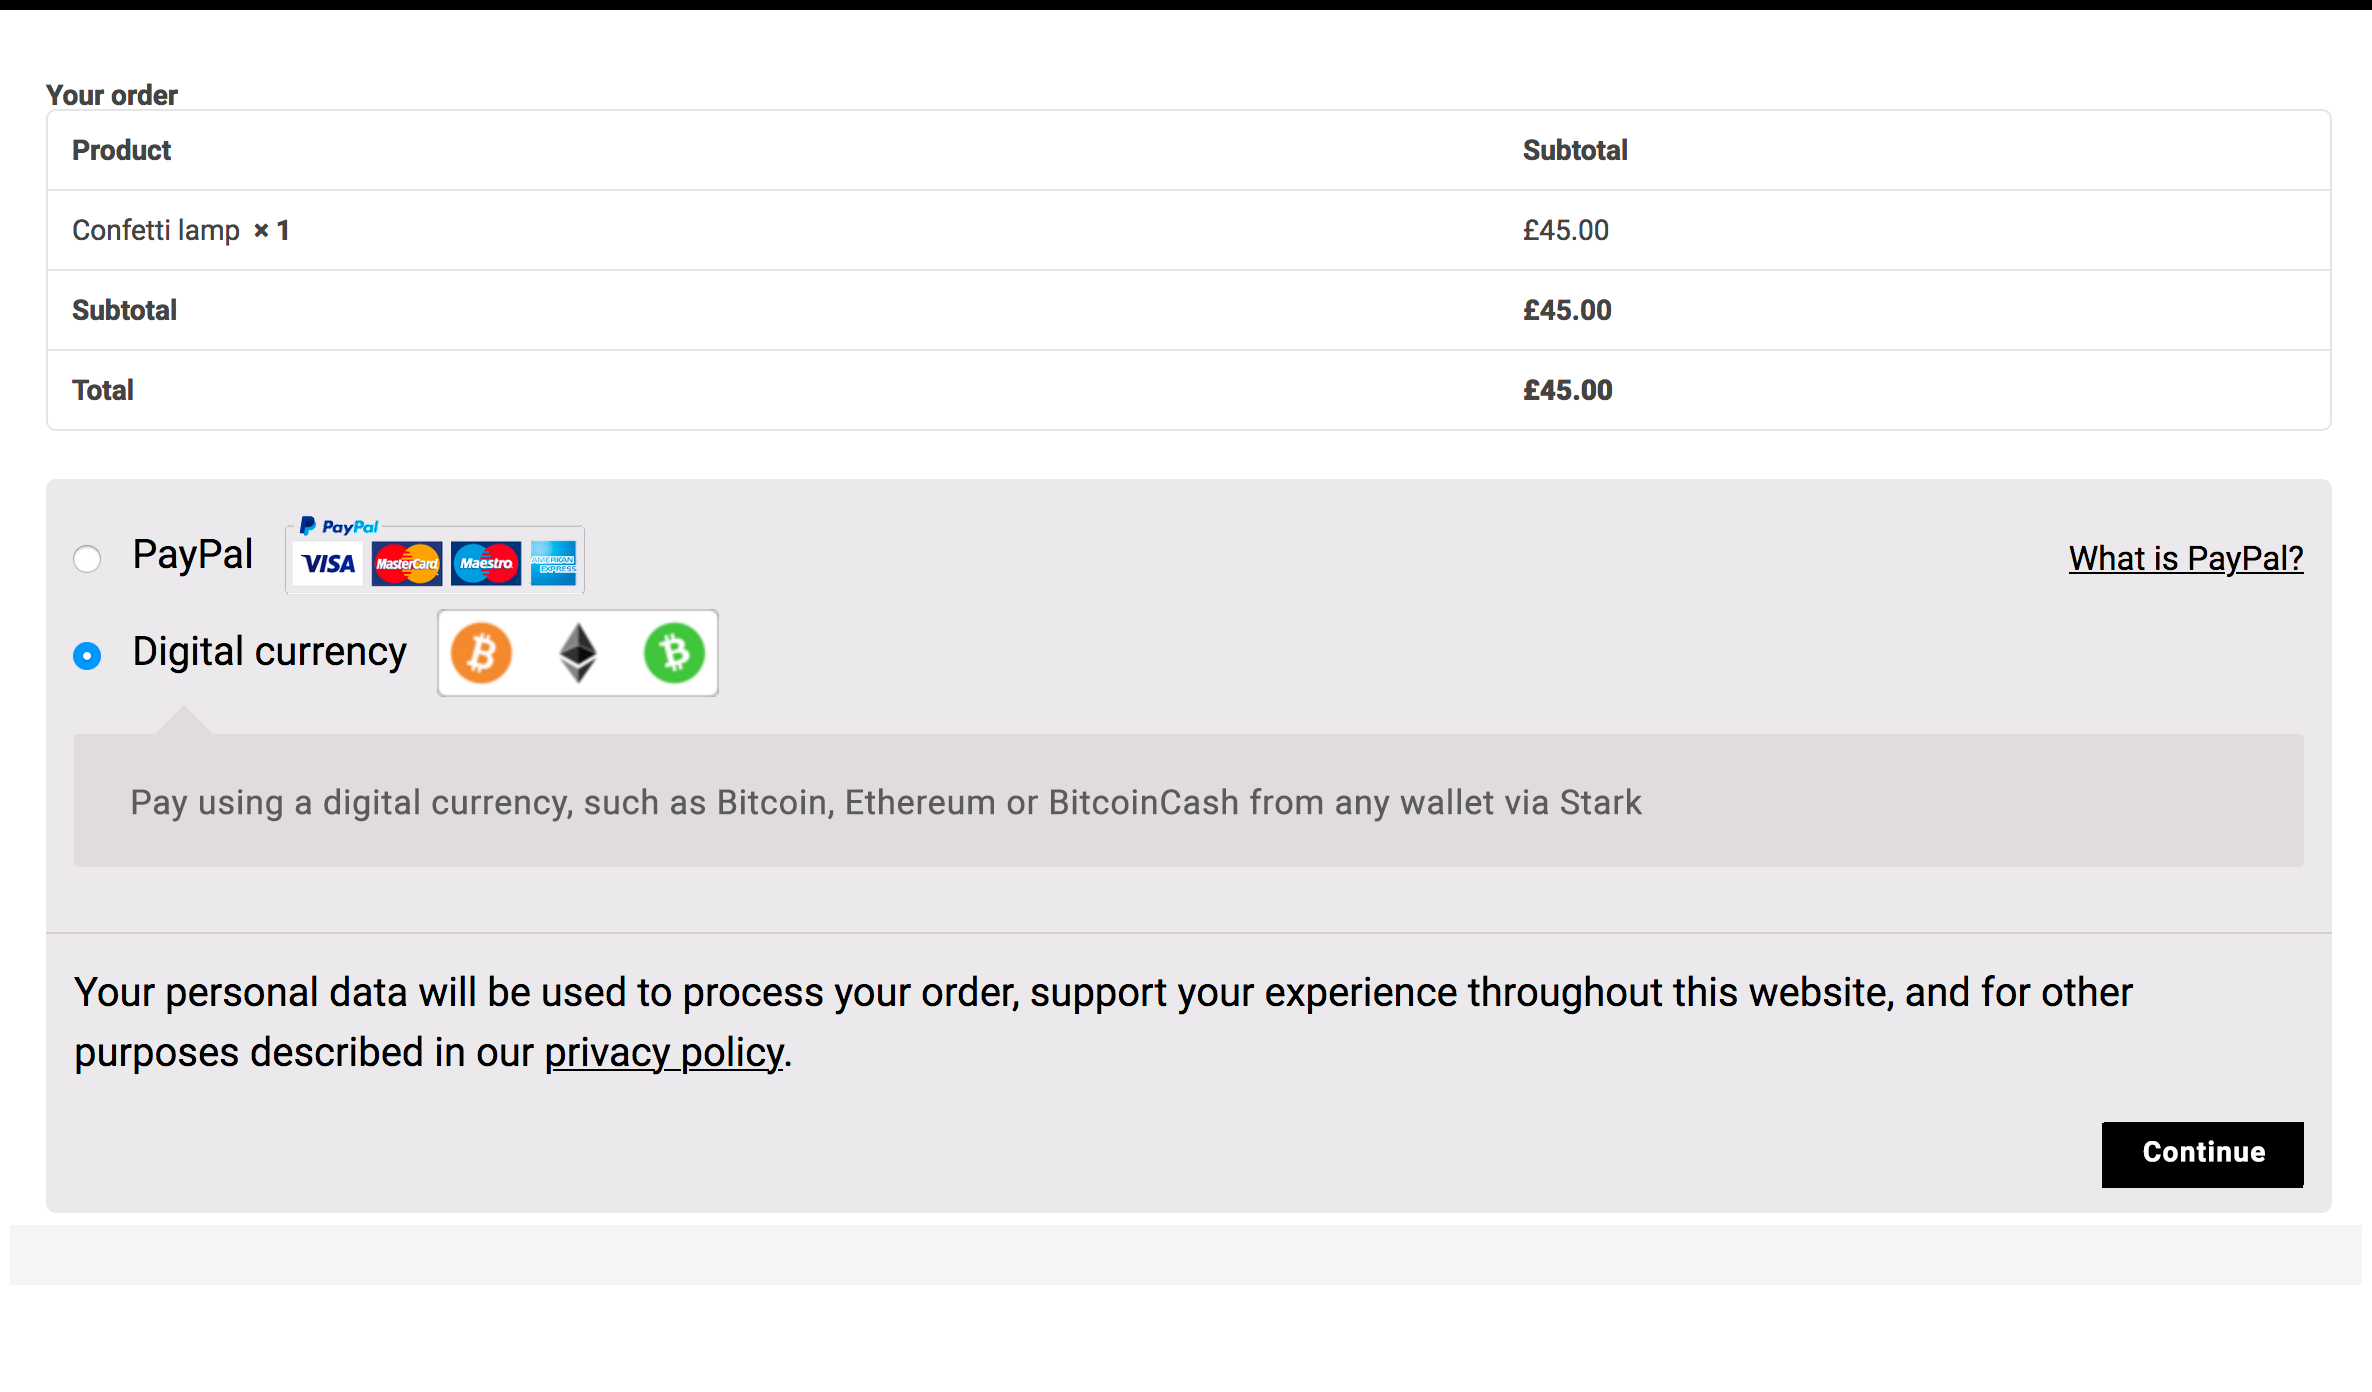 Your order
Product Subtotal
Confetti lamp × 1 £45.00
Subtotal £45.00
Total £45.00
PayPal
PayPal VISA MasterCard Maestro AMERICAN EXPRESS What is PayPal?
Digital currency
Pay using a digital currency, such as Bitcoin, Ethereum or BitcoinCash from any wallet via Stark
Your personal data will be used to process your order, support your experience throughout this website, and for other
purposes described in our privacy policy.
Continue